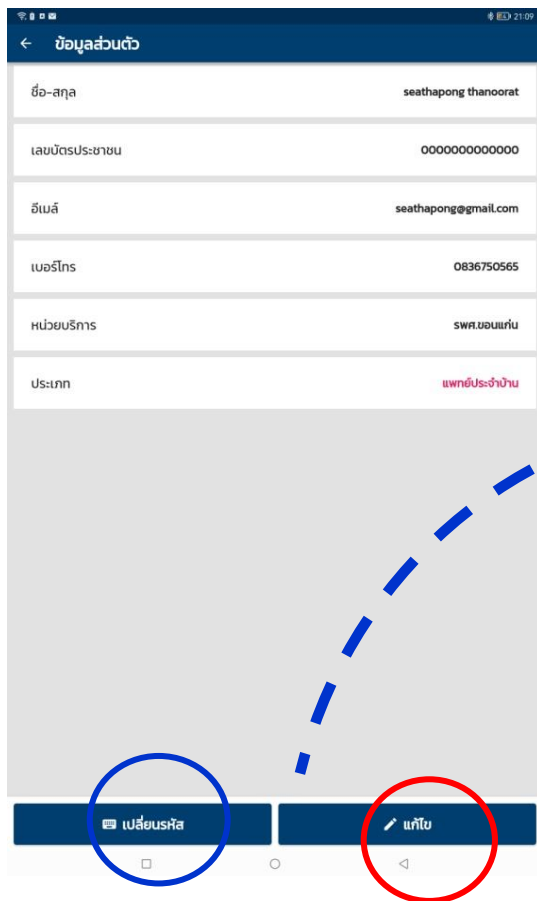 21:09
ข้อมูลส่วนตัว
ชื่อ-สกุล seathapong thanoorat
เลขบัตรประชาชน 0000000000000
อีเมล์ seathapong@gmail.com
เบอร์โทร 0836750565
หน่วยบริการ รพศ.ขอนแก่น
ประเภท แพทย์ประจำบ้าน
เปลี่ยนรหัส แก้ไข